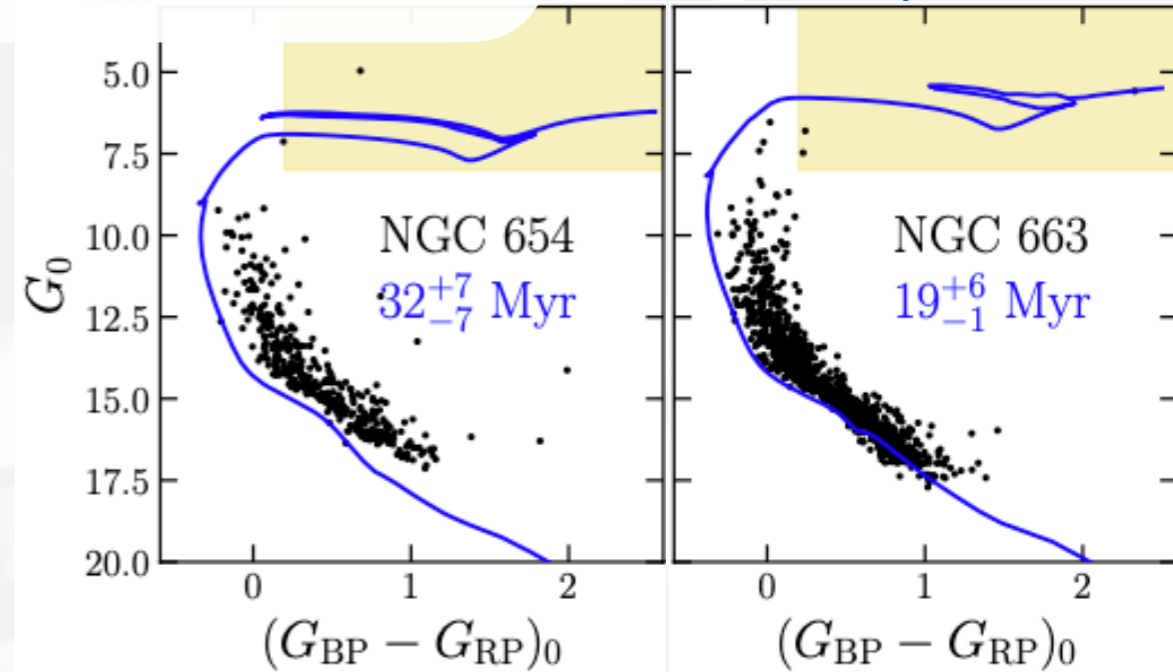 5.0
7.5
10.0
12.5
15.0
17.5
20.0
G₀
NGC 654
32⁺⁷₋₇ Myr
0 1 2
(G_BP − G_RP)₀
NGC 663
19⁺⁶₋₁ Myr
0 1 2
(G_BP − G_RP)₀